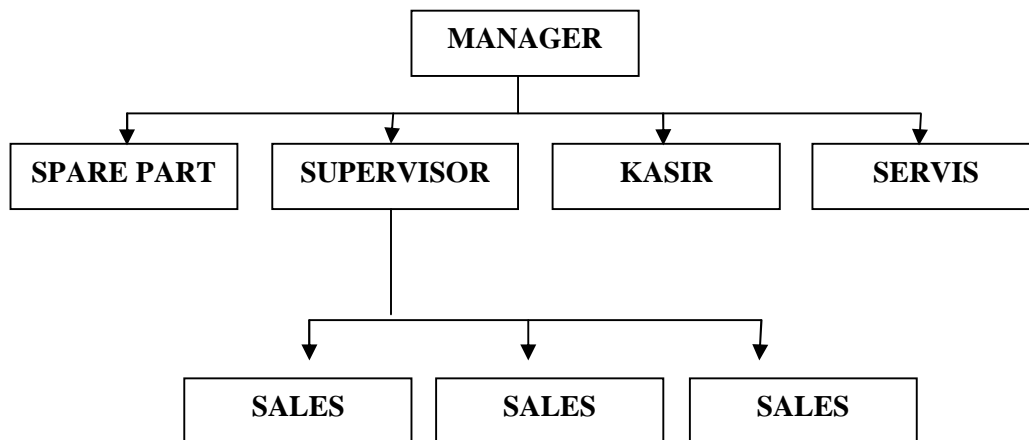 MANAGER
SPARE PART
SUPERVISOR
KASIR
SERVIS
SALES
SALES
SALES